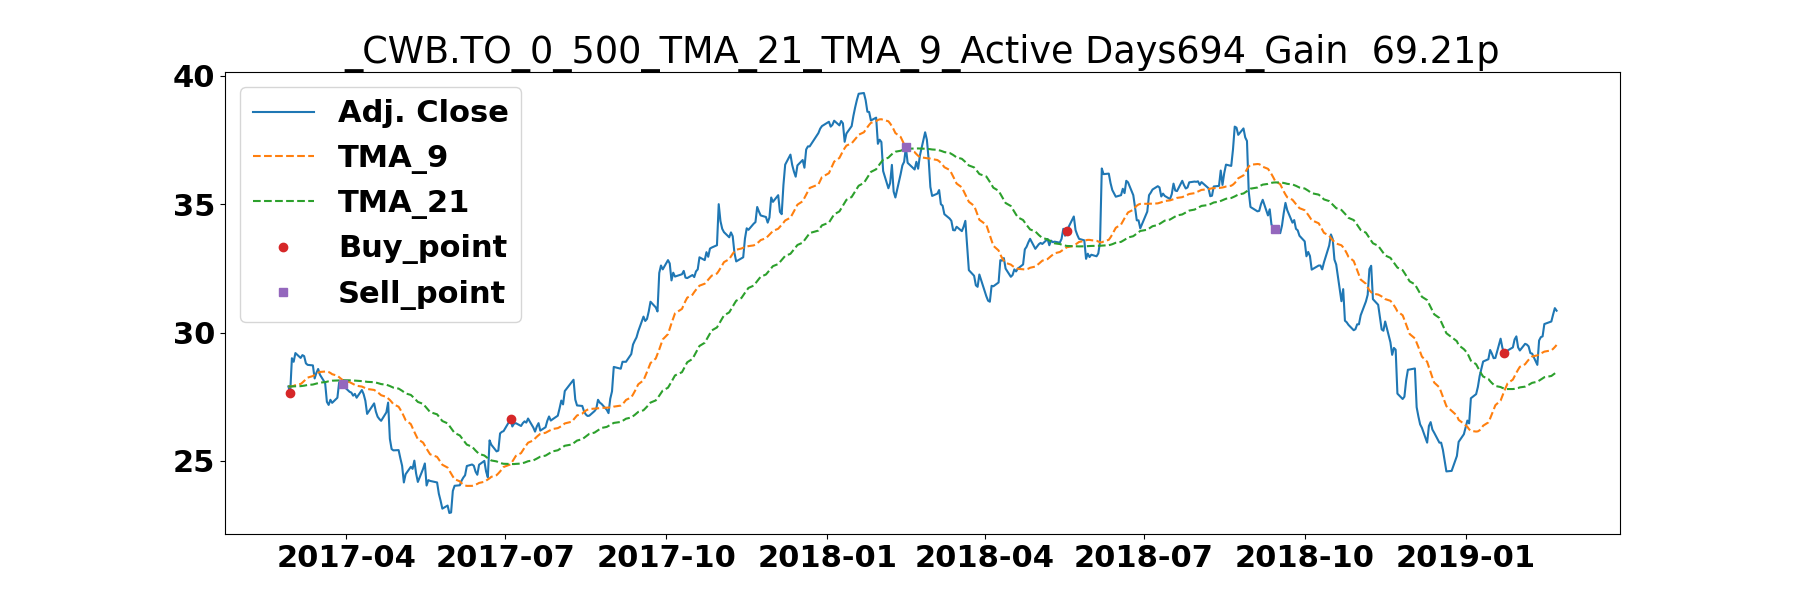 _CWB.TO_0_500_TMA_21_TMA_9_Active Days694_Gain  69.21p
40
35
30
25
Adj. Close
TMA_9
TMA_21
Buy_point
Sell_point
2017-04 2017-07 2017-10 2018-01 2018-04 2018-07 2018-10 2019-01